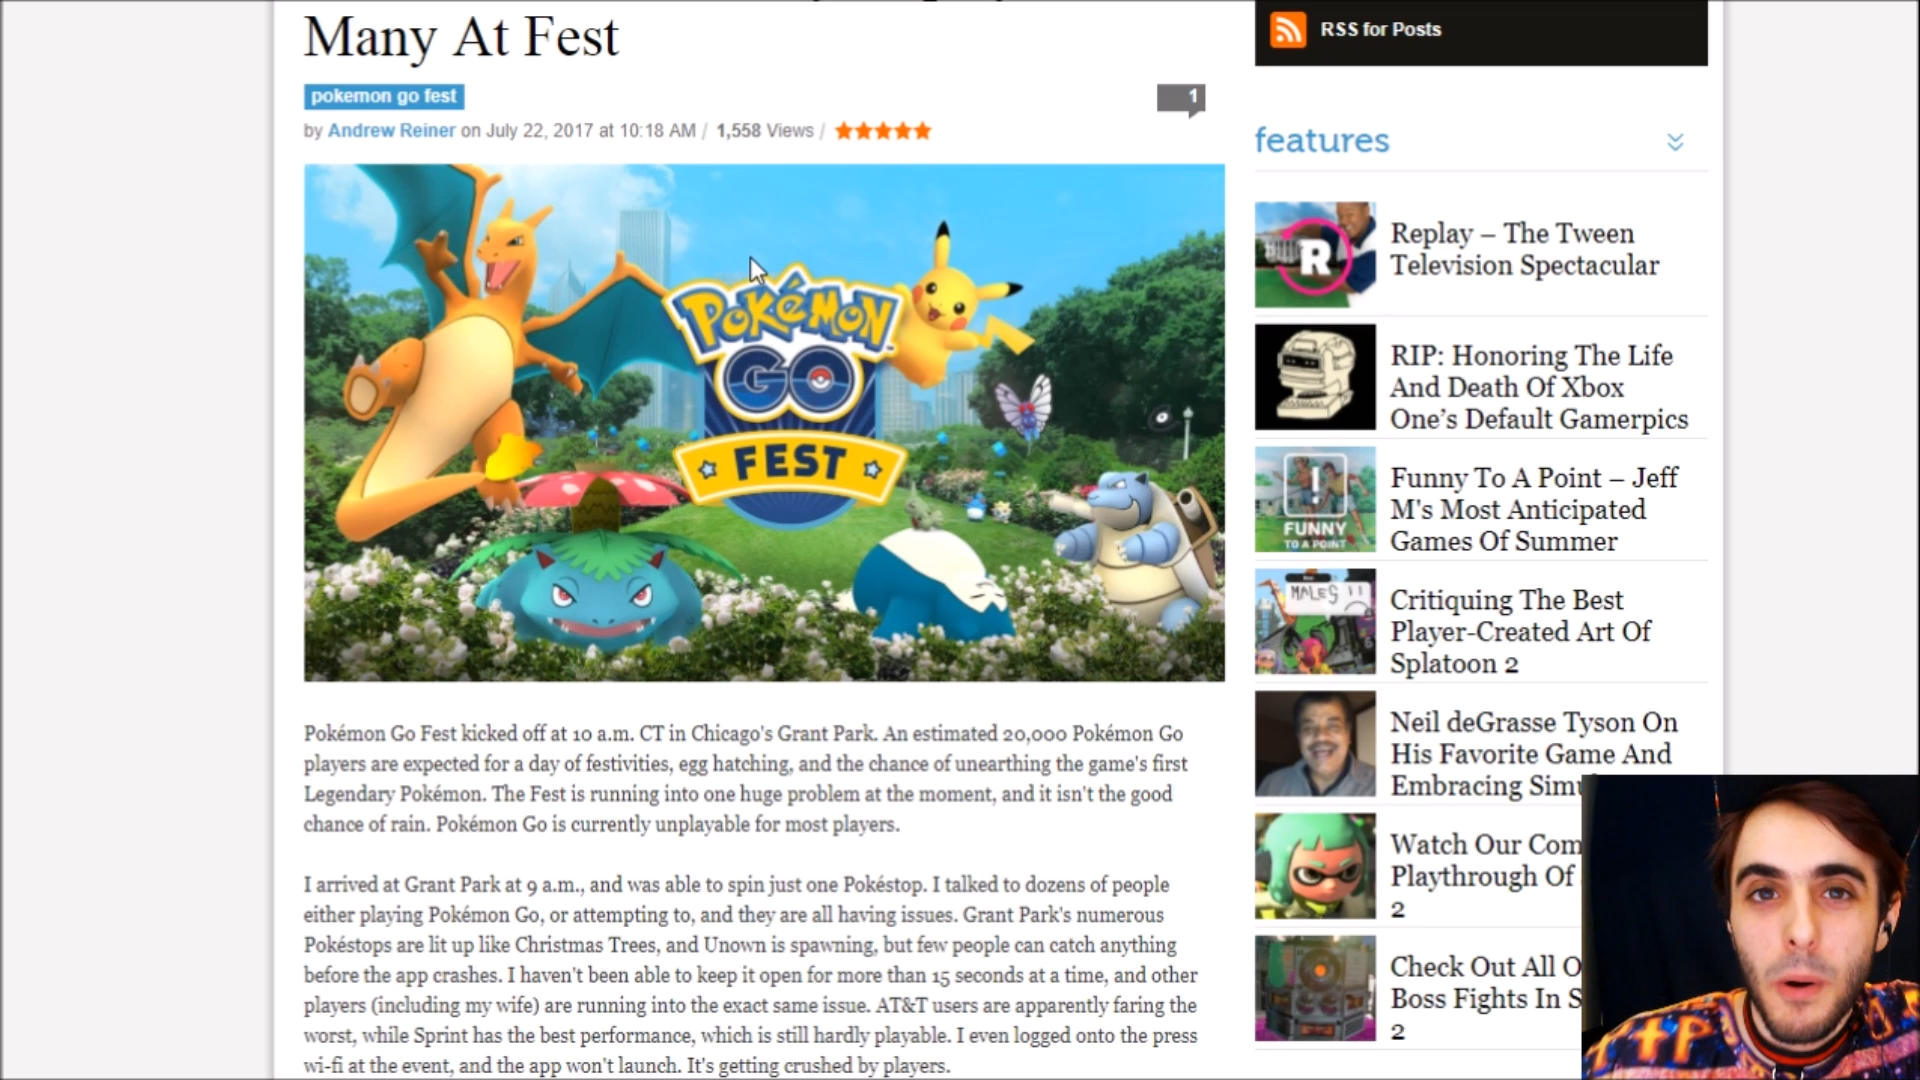 Many At Fest
pokemon go fest
1
by Andrew Reiner on July 22, 2017 at 10:18 AM / 1,558 Views /
POKéMON
GO
FEST
Pokémon Go Fest kicked off at 10 a.m. CT in Chicago's Grant Park. An estimated 20,000 Pokémon Go
players are expected for a day of festivities, egg hatching, and the chance of unearthing the game's first
Legendary Pokémon. The Fest is running into one huge problem at the moment, and it isn't the good
chance of rain. Pokémon Go is currently unplayable for most players.
I arrived at Grant Park at 9 a.m., and was able to spin just one Pokéstop. I talked to dozens of people
either playing Pokémon Go, or attempting to, and they are all having issues. Grant Park's numerous
Pokéstops are lit up like Christmas Trees, and Unown is spawning, but few people can catch anything
before the app crashes. I haven't been able to keep it open for more than 15 seconds at a time, and other
players (including my wife) are running into the exact same issue. AT&T users are apparently faring the
worst, while Sprint has the best performance, which is still hardly playable. I even logged onto the press
wi-fi at the event, and the app won't launch. It's getting crushed by players.
RSS for Posts
features
R
Replay – The Tween
Television Spectacular
RIP: Honoring The Life
And Death Of Xbox
One's Default Gamerpics
!
FUNNY
TO A POINT
Funny To A Point – Jeff
M's Most Anticipated
Games Of Summer
MALES !!
Critiquing The Best
Player-Created Art Of
Splatoon 2
Neil deGrasse Tyson On
His Favorite Game And
Embracing Simu
Watch Our Com
Playthrough Of
2
Check Out All O
Boss Fights In S
2